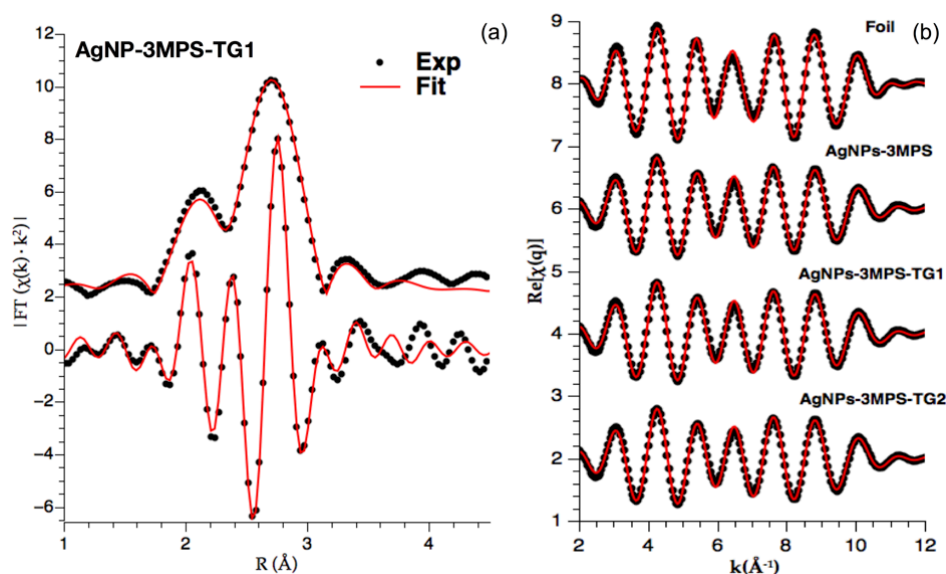 AgNP-3MPS-TG1
(a)
Exp
Fit
| FT (χ(k) · k²) |
12
10
8
6
4
2
0
−2
−4
−6
1
2
3
4
R (Å)
(b)
Foil
AgNPs-3MPS
AgNPs-3MPS-TG1
AgNPs-3MPS-TG2
Re[χ(q)]
9
8
7
6
5
4
3
2
1
2
4
6
8
10
12
k(Å⁻¹)